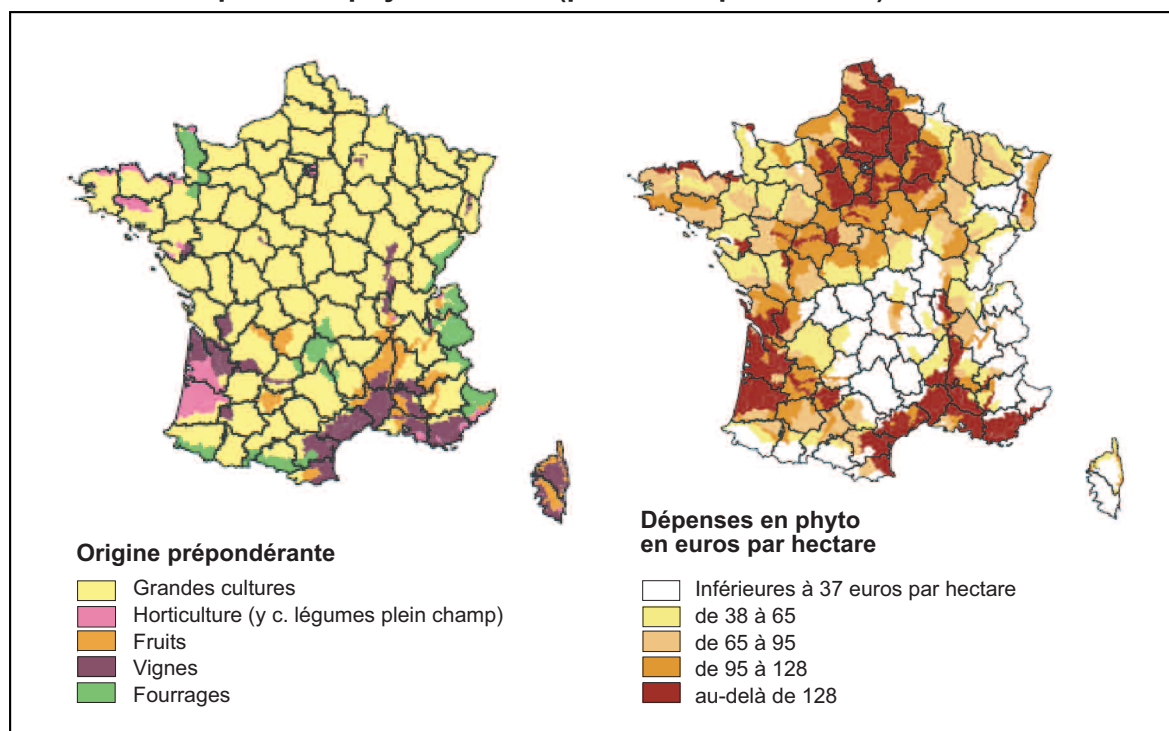 Origine prépondérante
Grandes cultures
Horticulture (y c. légumes plein champ)
Fruits
Vignes
Fourrages
Dépenses en phyto
en euros par hectare
Inférieures à 37 euros par hectare
de 38 à 65
de 65 à 95
de 95 à 128
au-delà de 128